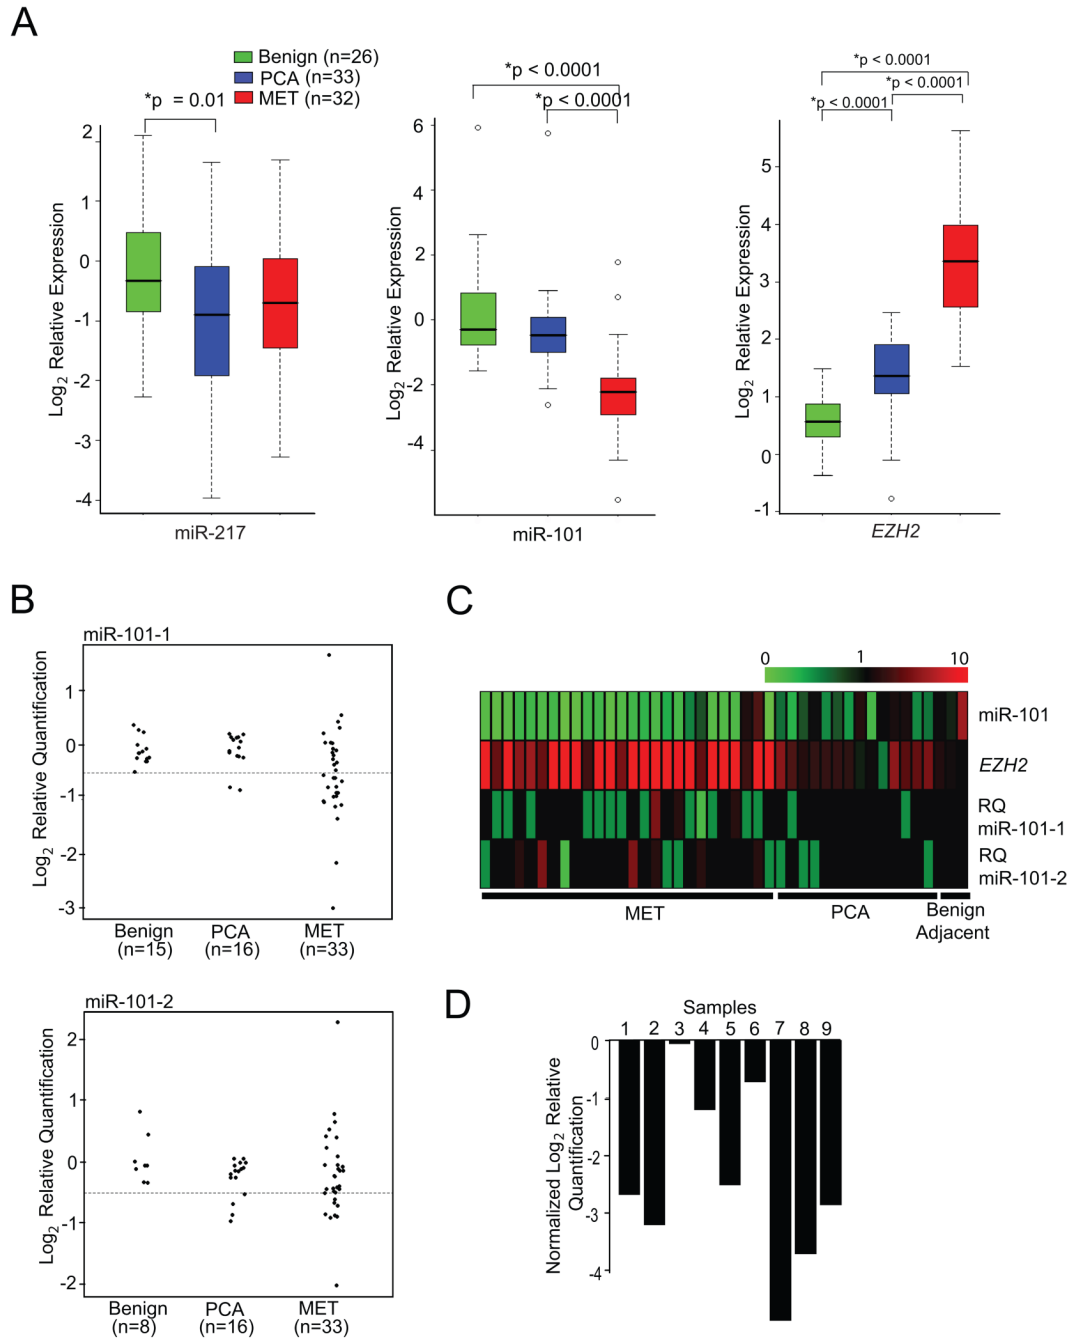 A
Benign (n=26)
PCA (n=33)
MET (n=32)
*p = 0.01
*p < 0.0001
*p < 0.0001
*p < 0.0001
*p < 0.0001
*p < 0.0001
Log2 Relative Expression
2
1
0
-1
-2
-3
-4
miR-217
Log2 Relative Expression
6
4
2
0
-2
-4
miR-101
Log2 Relative Expression
5
4
3
2
1
0
-1
EZH2
B
miR-101-1
Log2 Relative Quantification
1
0
-1
-2
-3
Benign
(n=15)
PCA
(n=16)
MET
(n=33)
miR-101-2
Log2 Relative Quantification
2
1
0
-1
-2
Benign
(n=8)
PCA
(n=16)
MET
(n=33)
C
0 1 10
miR-101
EZH2
RQ
miR-101-1
RQ
miR-101-2
MET
PCA
Benign
Adjacent
D
Samples
1 2 3 4 5 6 7 8 9
Normalized Log2 Relative
Quantification
0
-1
-2
-3
-4